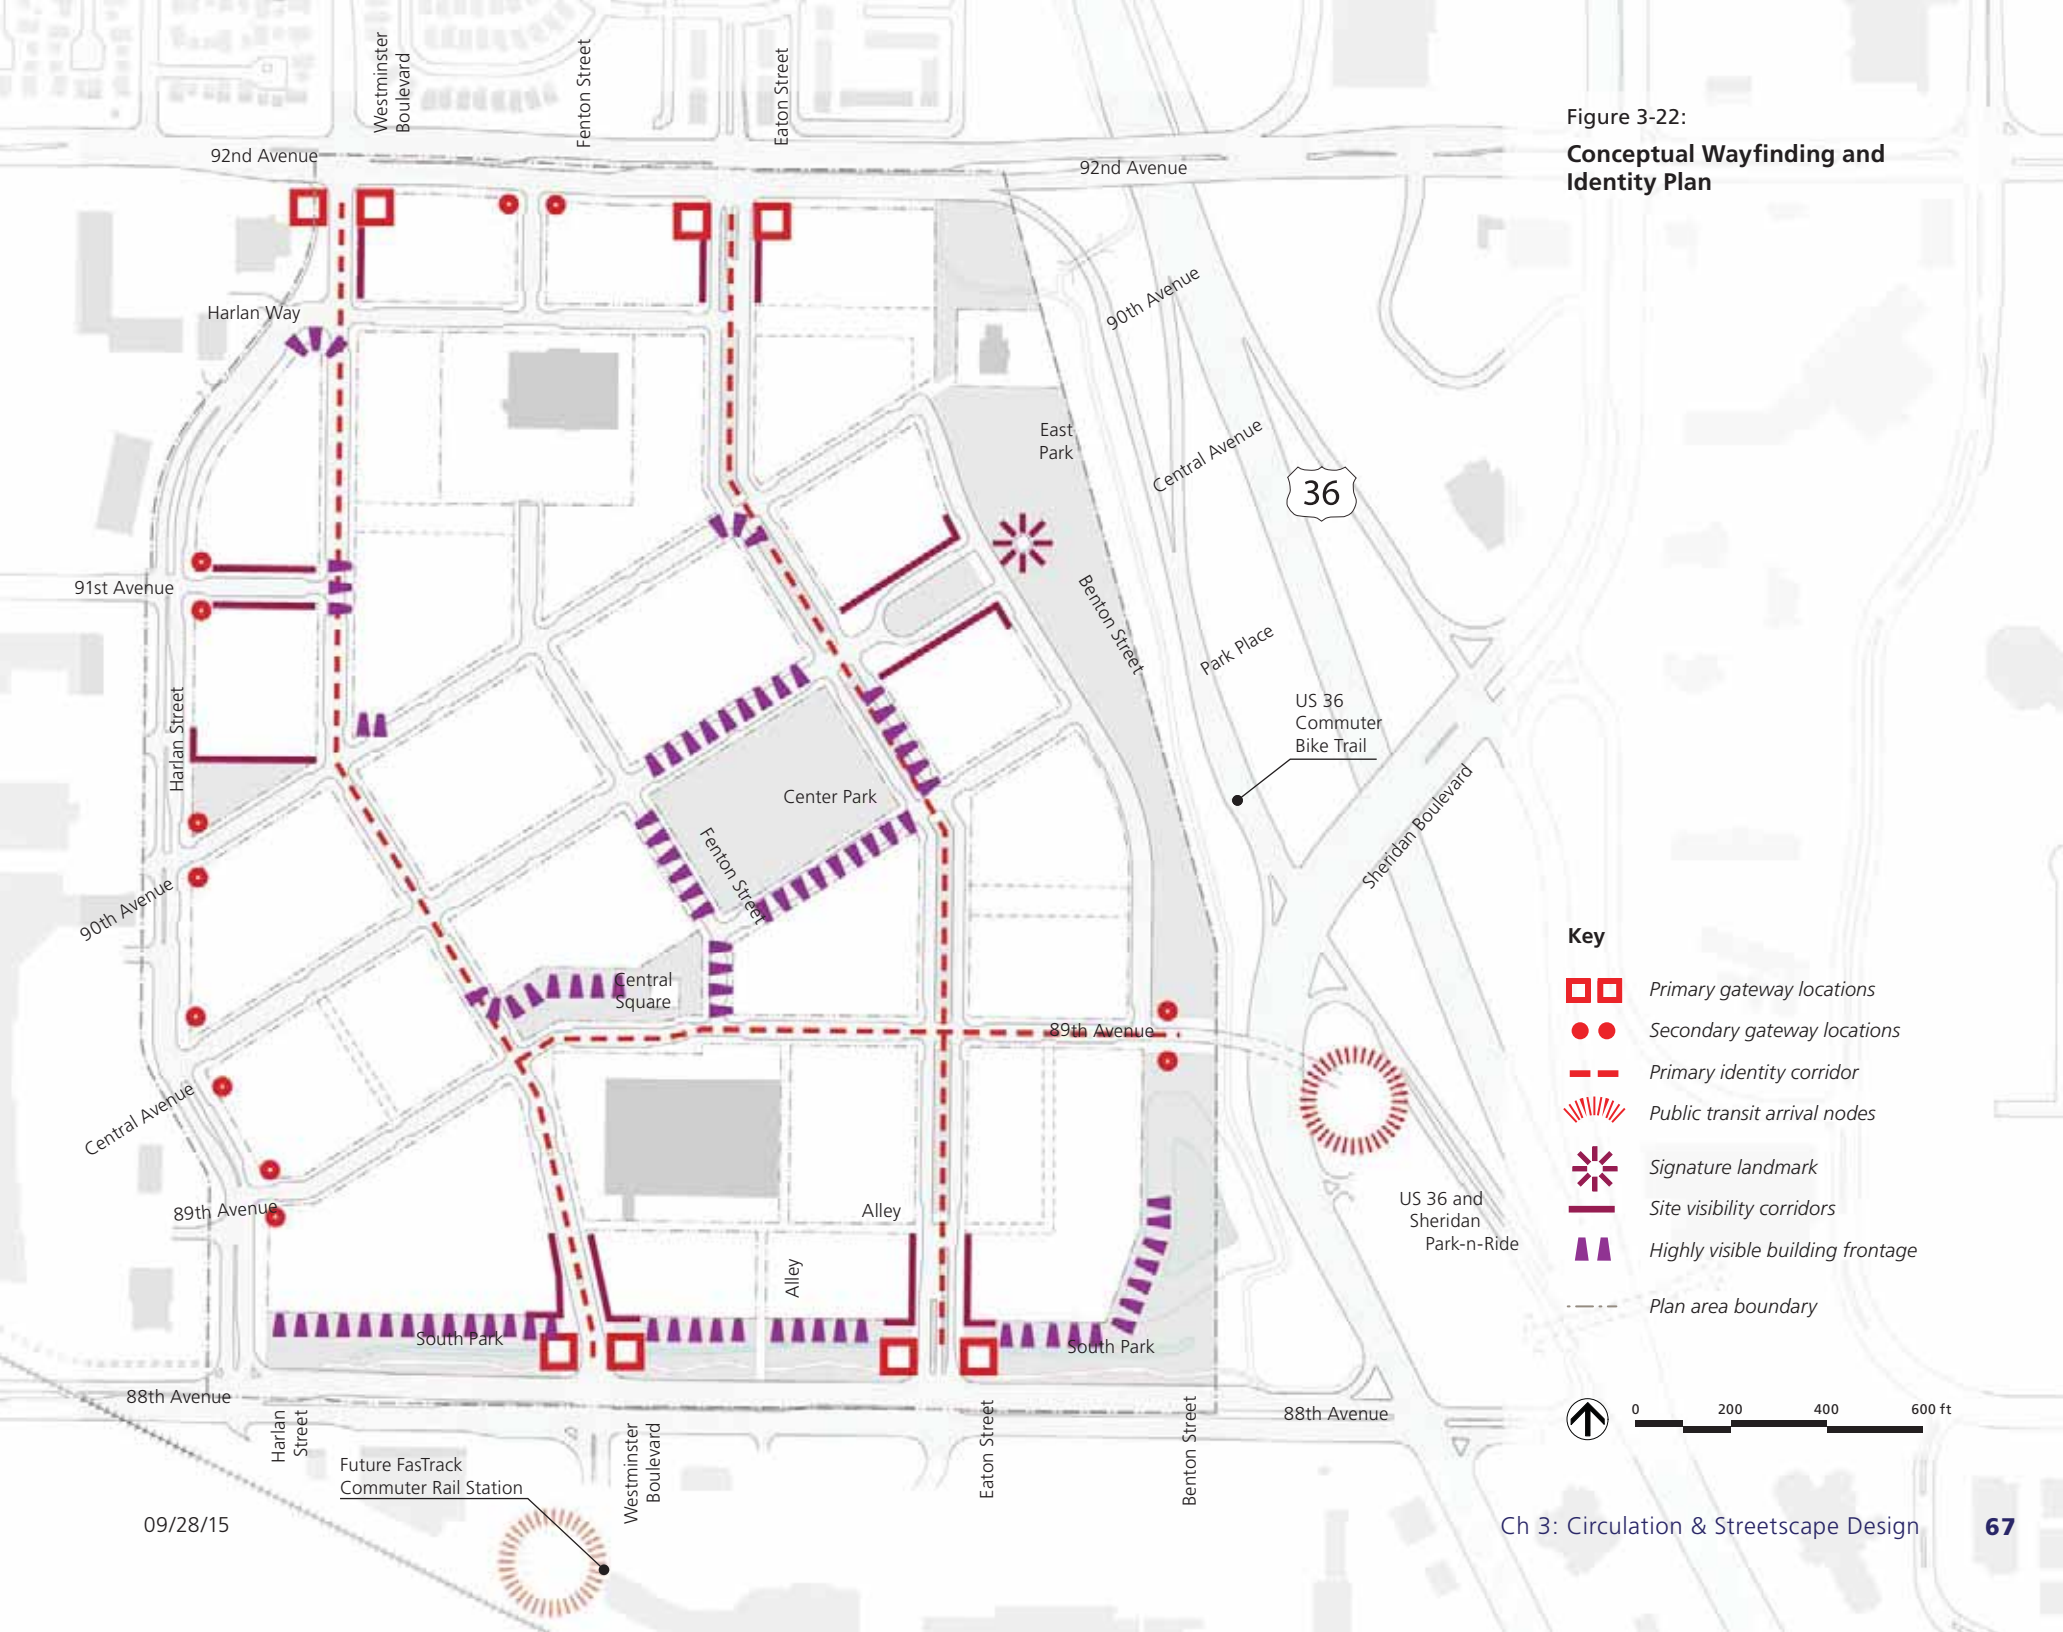 Westminster
Boulevard
Fenton Street
Eaton Street
Figure 3-22:
Conceptual Wayfinding and
Identity Plan
92nd Avenue
92nd Avenue
90th Avenue
Harlan Way
East
Park
Central Avenue
36
91st Avenue
Benton Street
Park Place
US 36
Commuter
Bike Trail
Harlan Street
Center Park
Sheridan Boulevard
Fenton Street
90th Avenue
Central
Square
89th Avenue
Central Avenue
89th Avenue
Alley
Alley
US 36 and
Sheridan
Park-n-Ride
South Park
South Park
88th Avenue
88th Avenue
Harlan
Street
Westminster
Boulevard
Eaton Street
Benton Street
Future FasTrack
Commuter Rail Station
Key
Primary gateway locations
Secondary gateway locations
Primary identity corridor
Public transit arrival nodes
Signature landmark
Site visibility corridors
Highly visible building frontage
Plan area boundary
0 200 400 600 ft
09/28/15
Ch 3: Circulation & Streetscape Design 67